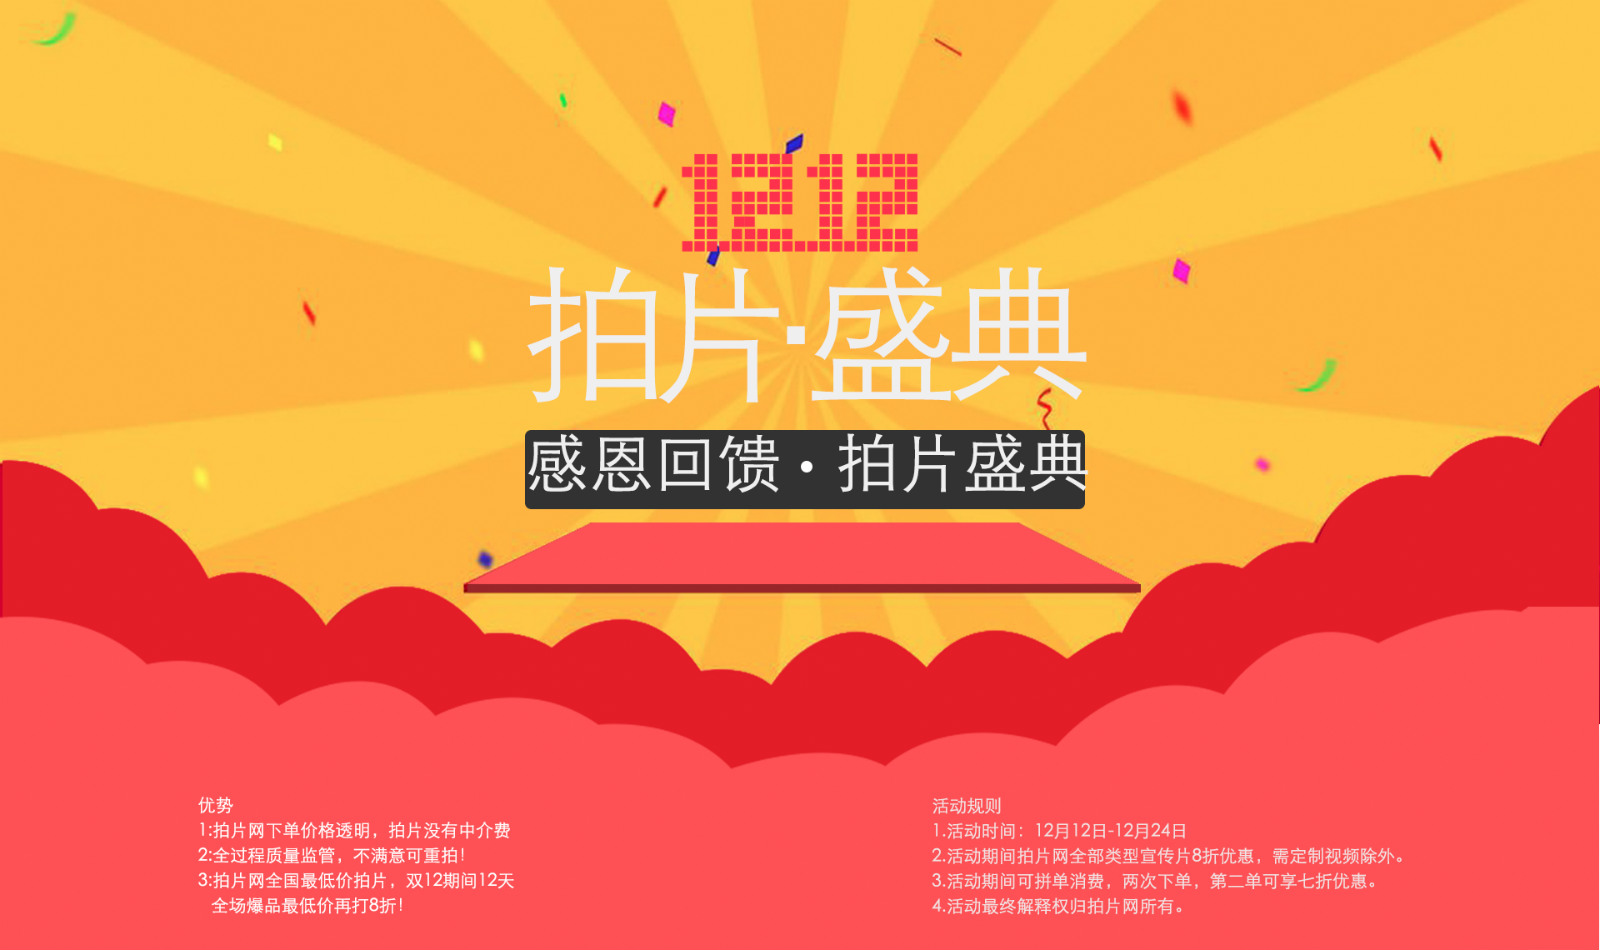 1212
拍片·盛典
感恩回馈·拍片盛典
优势
1:拍片网下单价格透明，拍片没有中介费
2:全过程质量监管，不满意可重拍！
3:拍片网全国最低价拍片，双12期间12天
全场爆品最低价再打8折！
活动规则
1.活动时间：12月12日-12月24日
2.活动期间拍片网全部类型宣传片8折优惠，需定制视频除外。
3.活动期间可拼单消费，两次下单，第二单可享七折优惠。
4.活动最终解释权归拍片网所有。